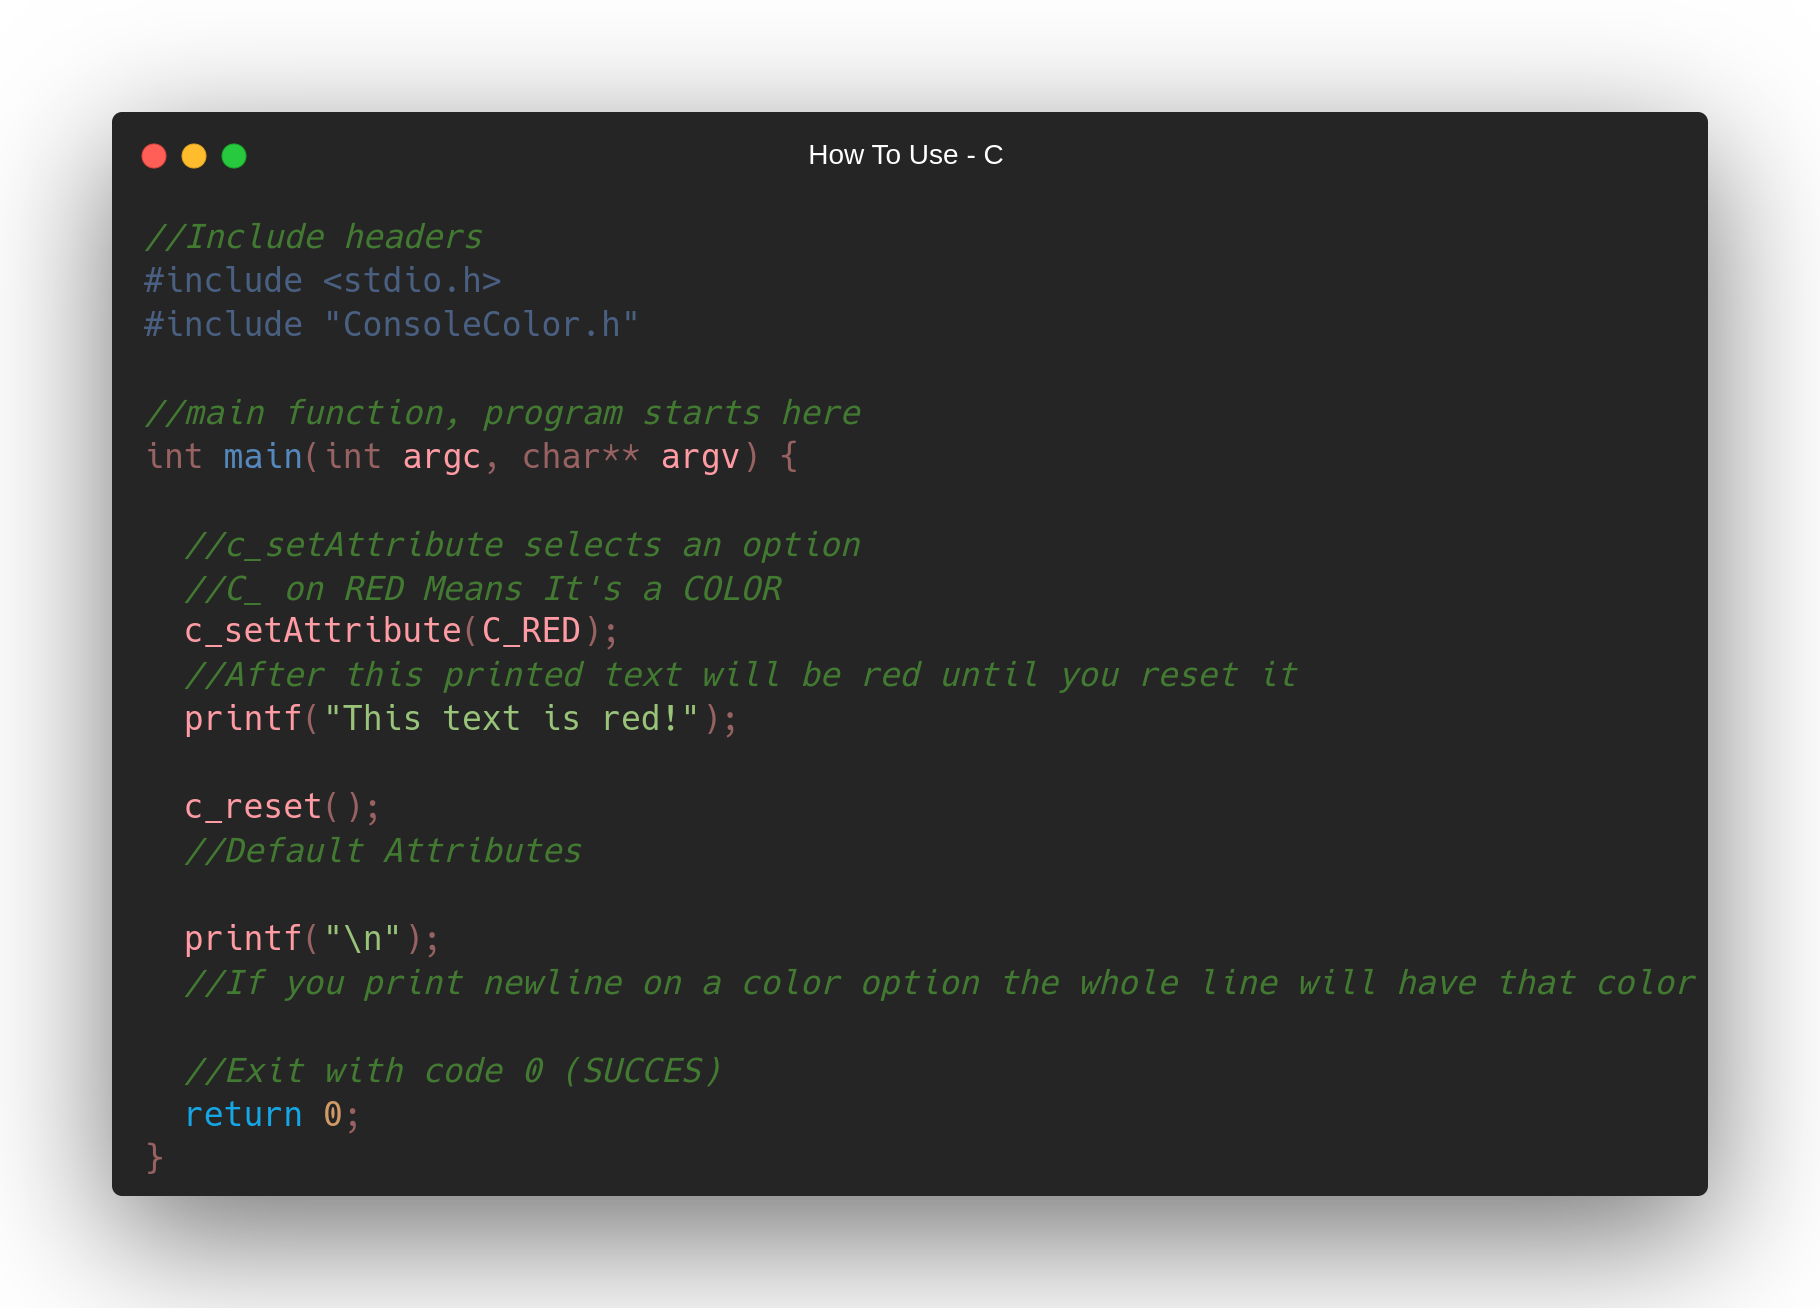 How To Use - C
//Include headers
#include <stdio.h>
#include "ConsoleColor.h"
//main function, program starts here
int main(int argc, char** argv) {
//c_setAttribute selects an option
//C_ on RED Means It's a COLOR
c_setAttribute(C_RED);
//After this printed text will be red until you reset it
printf("This text is red!");
c_reset();
//Default Attributes
printf("\n");
//If you print newline on a color option the whole line will have that color
//Exit with code 0 (SUCCES)
return 0;
}